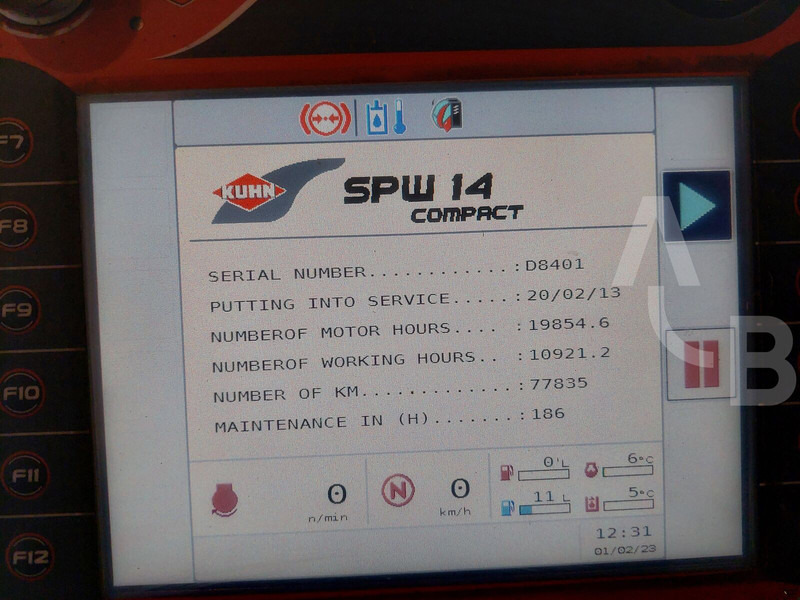 KUHN
SPW 14
COMPACT
SERIAL NUMBER............:D8401
PUTTING INTO SERVICE.....:20/02/13
NUMBEROF MOTOR HOURS.... :19854.6
NUMBEROF WORKING HOURS.. :10921.2
NUMBER OF KM.............:77835
MAINTENANCE IN (H).......:186
0 n/min
N
0 km/h
0'L
6°C
11 L
5°C
12:31
01/02/23
F7
F8
F9
F10
F11
F12
A
B